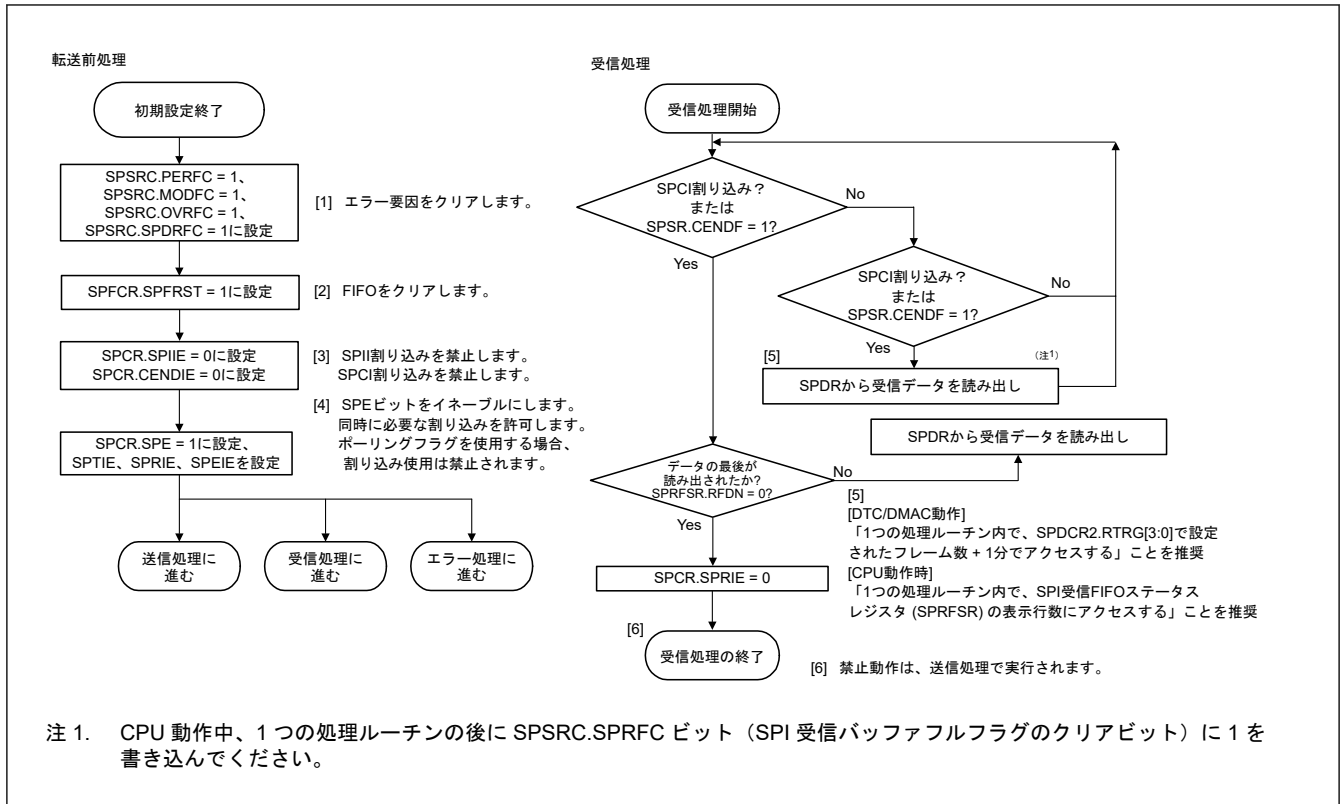 転送前処理
初期設定終了
SPSRC.PERFC = 1、
SPSRC.MODFC = 1、
SPSRC.OVRFC = 1、
SPSRC.SPDRFC = 1に設定
[1] エラー要因をクリアします。
SPFCR.SPFRST = 1に設定
[2] FIFOをクリアします。
SPCR.SPIIE = 0に設定
SPCR.CENDIE = 0に設定
[3] SPII割り込みを禁止します。
SPCI割り込みを禁止します。
[4] SPEビットをイネーブルにします。
同時に必要な割り込みを許可します。
ポーリングフラグを使用する場合、
割り込み使用は禁止されます。
SPCR.SPE = 1に設定、
SPTIE、SPRIE、SPEIEを設定
送信処理に
進む
受信処理に
進む
エラー処理に
進む
受信処理
受信処理開始
SPCI割り込み？
または
SPSR.CENDF = 1?
No
Yes
SPCI割り込み？
または
SPSR.CENDF = 1?
No
Yes
[5]
（注1）
SPDRから受信データを読み出し
SPDRから受信データを読み出し
データの最後が
読み出されたか?
SPRFSR.RFDN = 0?
No
Yes
[5]
[DTC/DMAC動作]
「1つの処理ルーチン内で、SPDCR2.RTRG[3:0]で設定
されたフレーム数 + 1分でアクセスする」ことを推奨
[CPU動作時]
「1つの処理ルーチン内で、SPI受信FIFOステータス
レジスタ (SPRFSR) の表示行数にアクセスする」ことを推奨
SPCR.SPRIE = 0
[6]
受信処理の終了
[6] 禁止動作は、送信処理で実行されます。
注 1. CPU 動作中、1 つの処理ルーチンの後に SPSRC.SPRFC ビット（SPI 受信バッファフルフラグのクリアビット）に 1 を
書き込んでください。